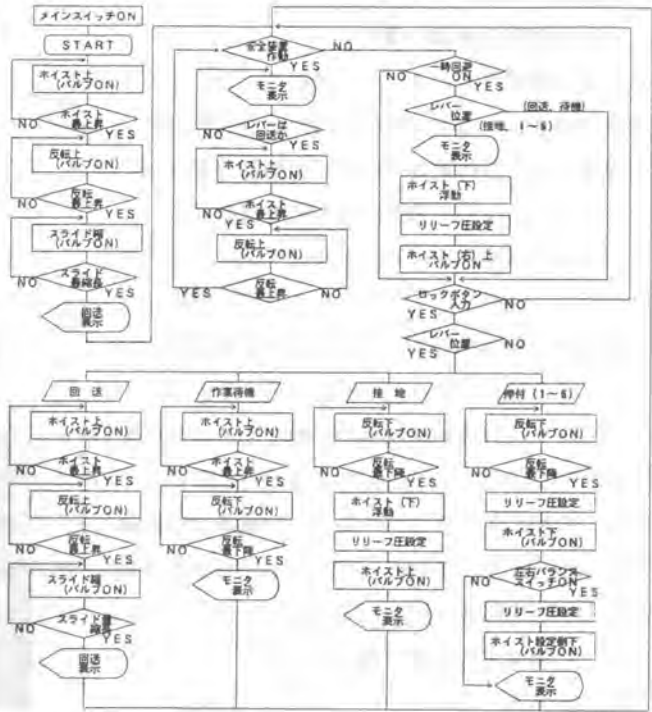 メインスイッチON
START
ホイスト上
(バルブON)
ホイスト
最上昇
NO
YES
反転上
(バルブON)
反転
最上昇
NO
YES
スライド縮
(バルブON)
スライド
最縮長
NO
YES
回送
表示
安全装置
作動
NO
YES
モニタ
表示
レバーは
回送か
YES
ホイスト上
(バルブON)
ホイスト
最上昇
NO
YES
反転上
(バルブON)
反転
最上昇
YES
NO
一時回避
ON
NO
YES
レバー
位置
(回送、待機)
(接地、1～6)
モニタ
表示
ホイスト(下)
浮動
リリーフ圧設定
ホイスト(右)上
バルブON
ロックボタン
入力
NO
YES
レバー
位置
NO
YES
回送
ホイスト上
(バルブON)
ホイスト
最上昇
NO
YES
反転上
(バルブON)
反転
最上昇
NO
YES
スライド縮
(バルブON)
スライド最
縮長
NO
YES
回送
表示
作業待機
ホイスト上
(バルブON)
ホイスト
最上昇
NO
YES
反転下
(バルブON)
反転
最下降
NO
YES
モニタ
表示
接地
反転下
(バルブON)
反転
最下降
NO
YES
ホイスト(下)
浮動
リリーフ圧設定
ホイスト上
(バルブON)
モニタ
表示
(1～6)
反転下
(バルブON)
反転
最下降
NO
YES
リリーフ圧設定
ホイスト下
(バルブON)
左右バランス
スイッチON
NO
YES
リリーフ圧設定
ホイスト設定側下
(バルブON)
モニタ
表示